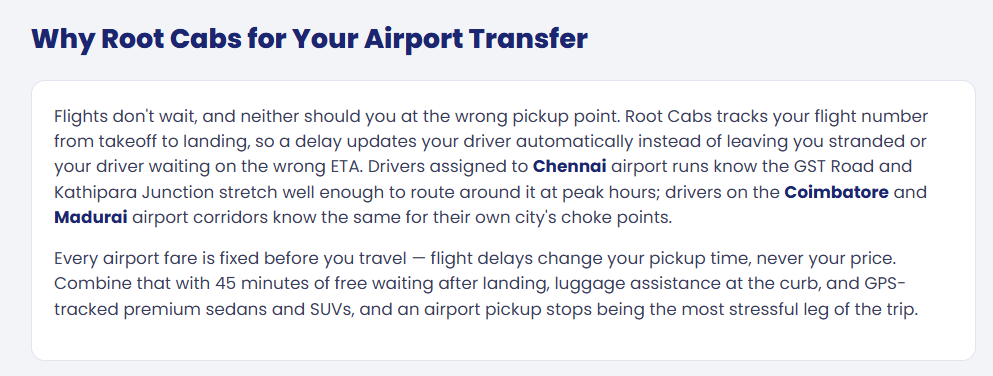 Why Root Cabs for Your Airport Transfer
Flights don't wait, and neither should you at the wrong pickup point. Root Cabs tracks your flight number
from takeoff to landing, so a delay updates your driver automatically instead of leaving you stranded or
your driver waiting on the wrong ETA. Drivers assigned to Chennai airport runs know the GST Road and
Kathipara Junction stretch well enough to route around it at peak hours; drivers on the Coimbatore and
Madurai airport corridors know the same for their own city's choke points.
Every airport fare is fixed before you travel — flight delays change your pickup time, never your price.
Combine that with 45 minutes of free waiting after landing, luggage assistance at the curb, and GPS-
tracked premium sedans and SUVs, and an airport pickup stops being the most stressful leg of the trip.